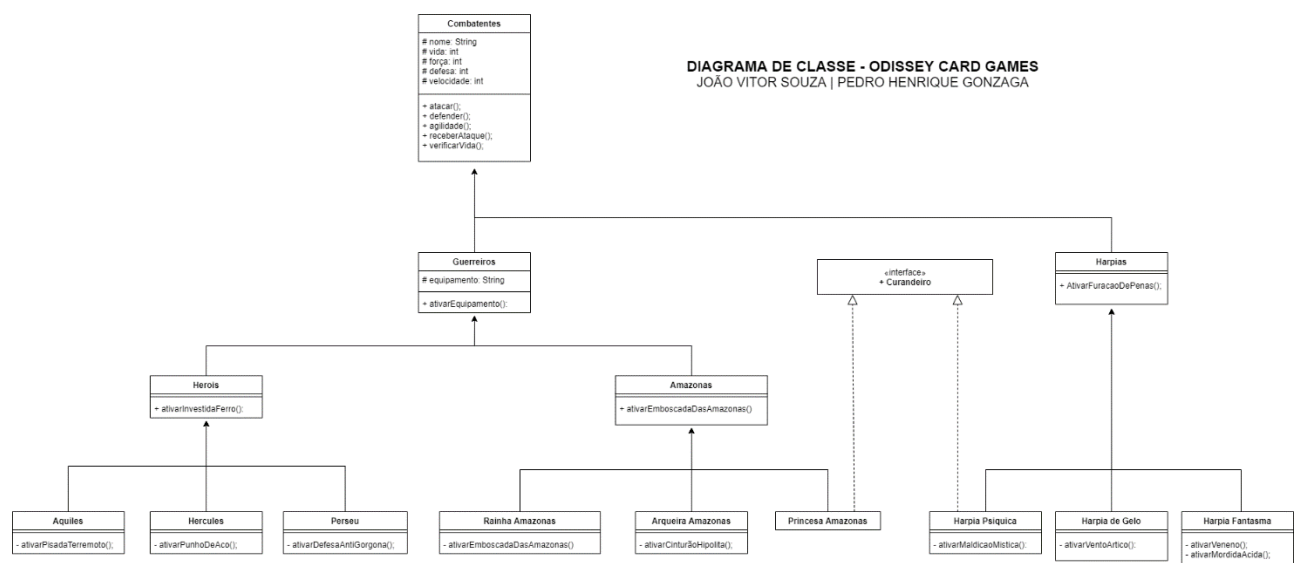 Combatentes
# nome: String
# vida: int
# força: int
# defesa: int
# velocidade: int
+ atacar();
+ defender();
+ agilidade();
+ receberAtaque();
+ verificarVida();
DIAGRAMA DE CLASSE - ODISSEY CARD GAMES
JOÃO VITOR SOUZA | PEDRO HENRIQUE GONZAGA
Guerreiros
# equipamento: String
+ ativarEquipamento():
«interface»
+ Curandeiro
Harpias
+ AtivarFuracaoDePenas();
Herois
+ ativarInvestidaFerro():
Amazonas
+ ativarEmboscadaDasAmazonas()
Aquiles
- ativarPisadaTerremoto();
Hercules
- ativarPunhoDeAco();
Perseu
- ativarDefesaAntiGorgona();
Rainha Amazonas
- ativarEmboscadaDasAmazonas()
Arqueira Amazonas
- ativarCinturãoHipolita();
Princesa Amazonas
Harpia Psiquica
- ativarMaldicaoMistica();
Harpia de Gelo
- ativarVentoArtico():
Harpia Fantasma
- ativarVeneno();
- ativarMordidaAcida();